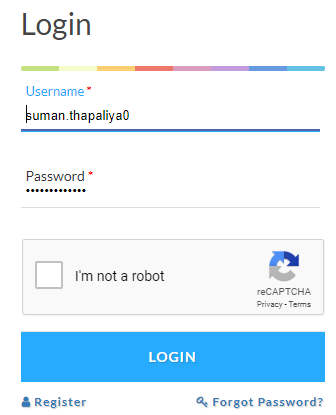 Login
Username *
suman.thapaliya0
Password *
•••••••••••••
I'm not a robot
reCAPTCHA
Privacy - Terms
LOGIN
Register
Forgot Password?